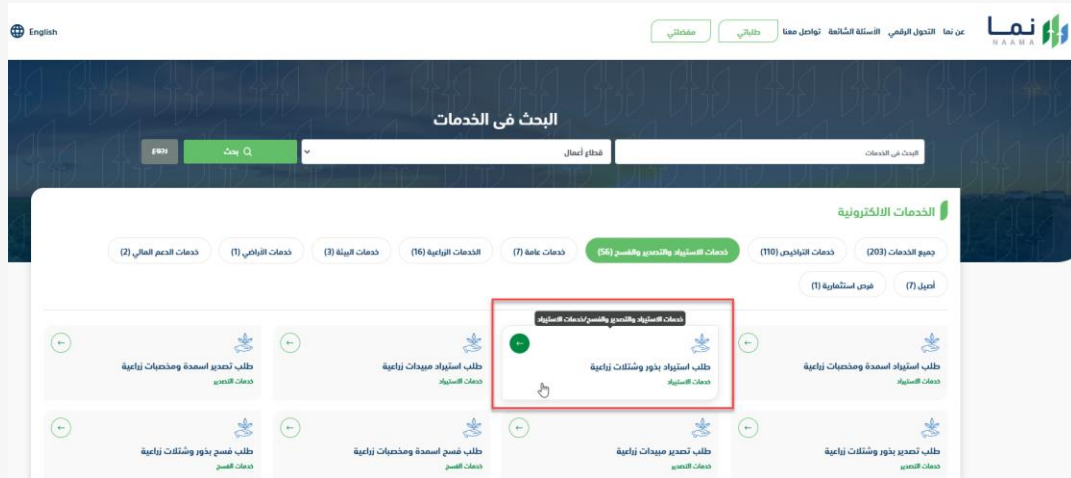 نما
NAAMA
عن نما
التحول الرقمي
الأسئلة الشائعة
تواصل معنا
طلباتي
مفضلتي
English
البحث فى الخدمات
البحث فى الخدمات
قطاع أعمال
بحث
الخدمات الالكترونية
جميع الخدمات (203)
خدمات التراخيص (110)
خدمات الاستيراد والتصدير والفسح (56)
خدمات عامة (7)
الخدمات الزراعية (16)
خدمات البيئة (3)
خدمات الأراضي (1)
خدمات الدعم المالي (2)
أصيل (7)
فرص استثمارية (1)
خدمات الاستيراد والتصدير والفسح/خدمات الاستيراد
طلب استيراد اسمدة ومخصبات زراعية
خدمات الاستيراد
طلب استيراد بذور وشتلات زراعية
خدمات الاستيراد
طلب استيراد مبيدات زراعية
خدمات الاستيراد
طلب تصدير اسمدة ومخصبات زراعية
خدمات التصدير
طلب تصدير بذور وشتلات زراعية
خدمات التصدير
طلب تصدير مبيدات زراعية
خدمات التصدير
طلب فسح اسمدة ومخصبات زراعية
خدمات الفسح
طلب فسح بذور وشتلات زراعية
خدمات الفسح